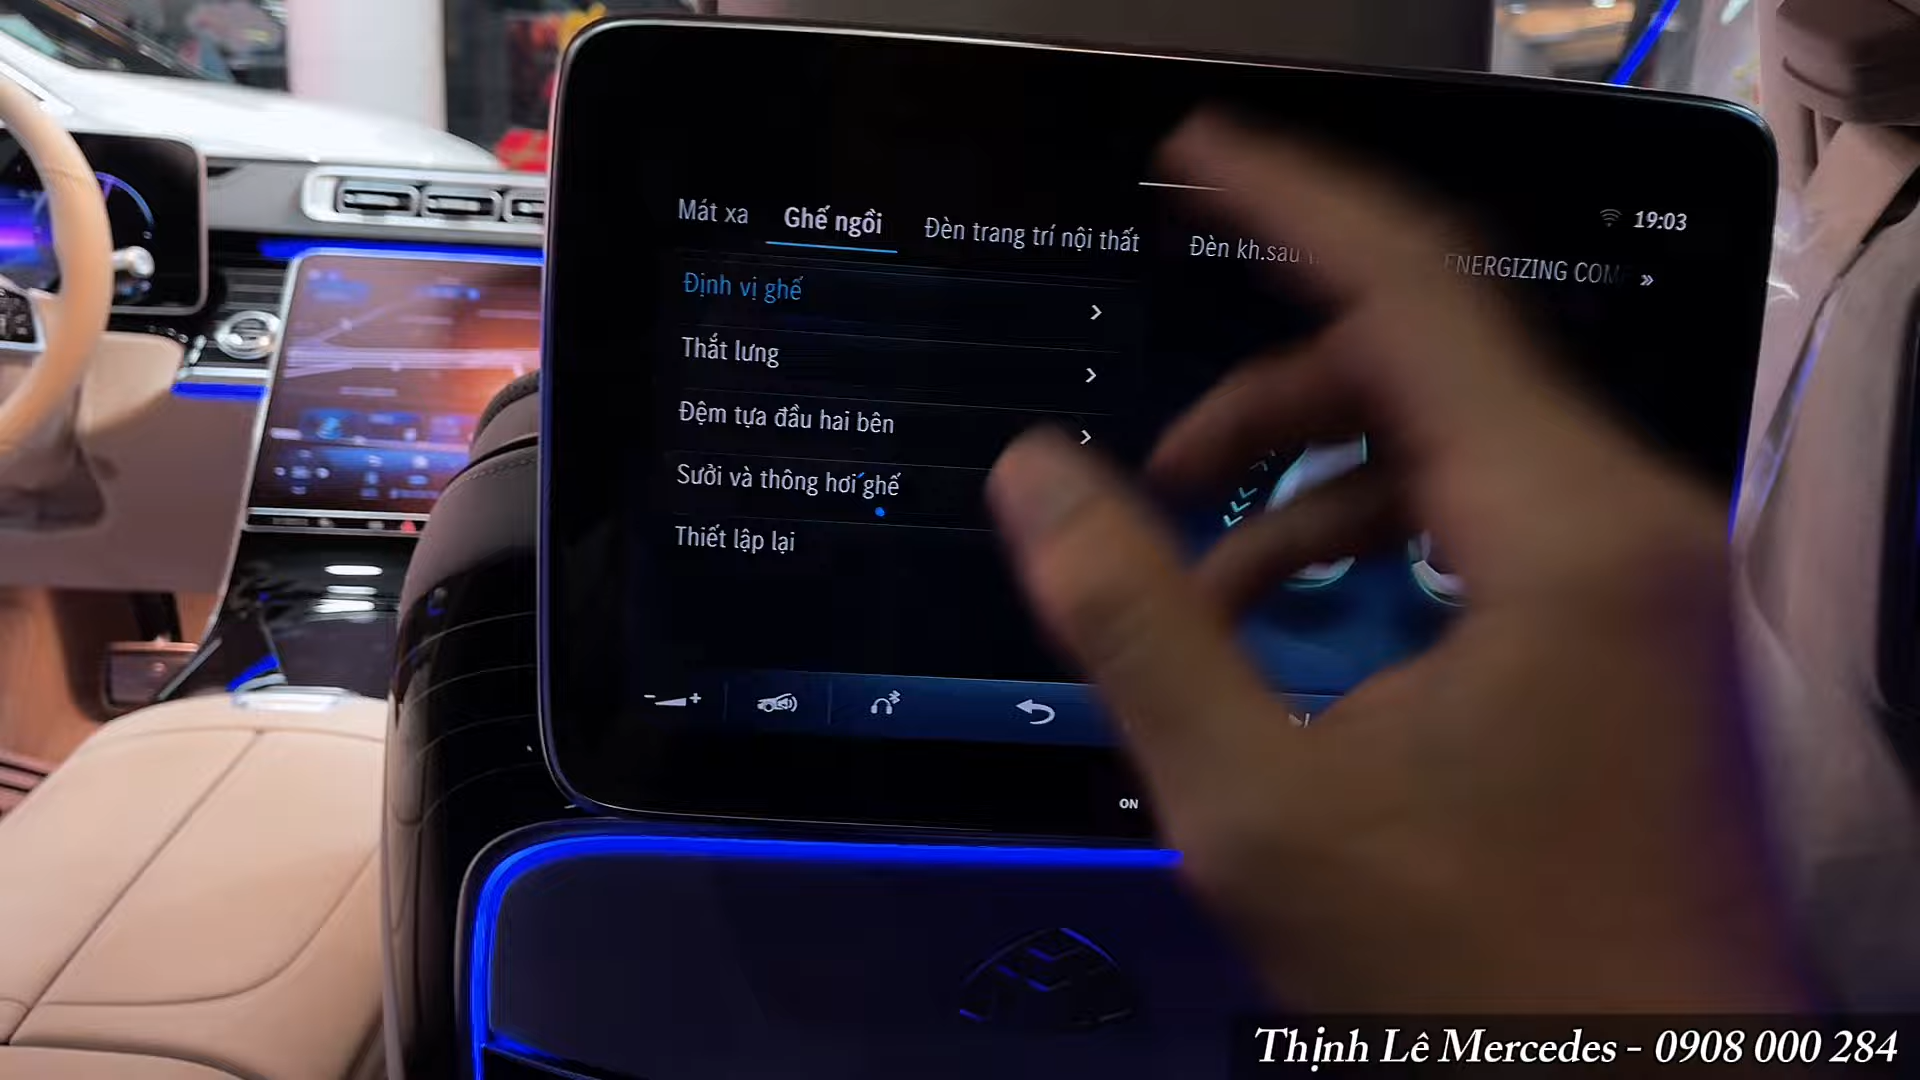 19:03
Mát xa
Ghế ngồi
Đèn trang trí nội thất
Đèn kh.sau
ENERGIZING COM
Định vị ghế
Thắt lưng
Đệm tựa đầu hai bên
Sưởi và thông hơi ghế
Thiết lập lại
ON
Thịnh Lê Mercedes - 0908 000 284